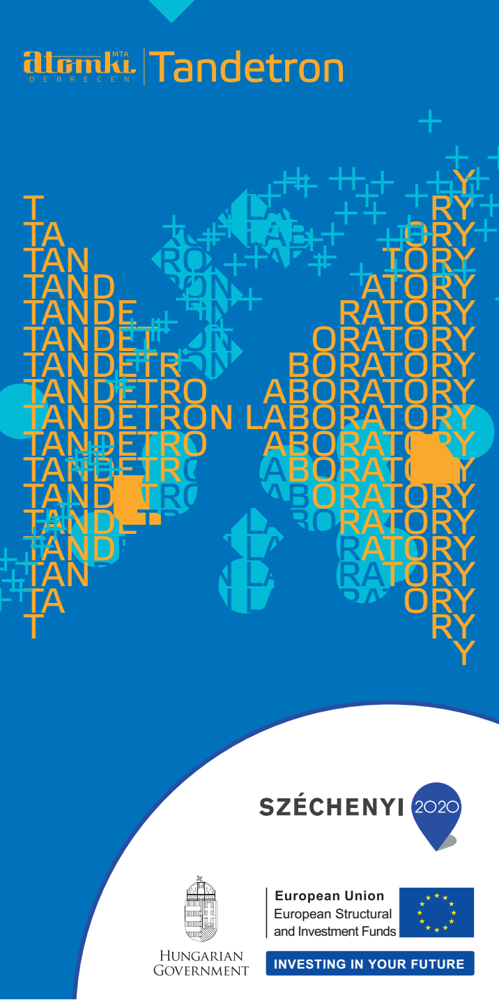 atomki MTA
DEBRECEN
Tandetron
Y
T RY
TA ORY
TAN TORY
TAND ATORY
TANDE RATORY
TANDET ORATORY
TANDETR BORATORY
TANDETRO ABORATORY
TANDETRON LABORATORY
TANDETRO ABORATORY
TANDETR BORATORY
TANDET ORATORY
TANDE RATORY
TAND ATORY
TAN TORY
TA ORY
T RY
Y
SZÉCHENYI 2020
European Union
European Structural
and Investment Funds
HUNGARIAN
GOVERNMENT
INVESTING IN YOUR FUTURE